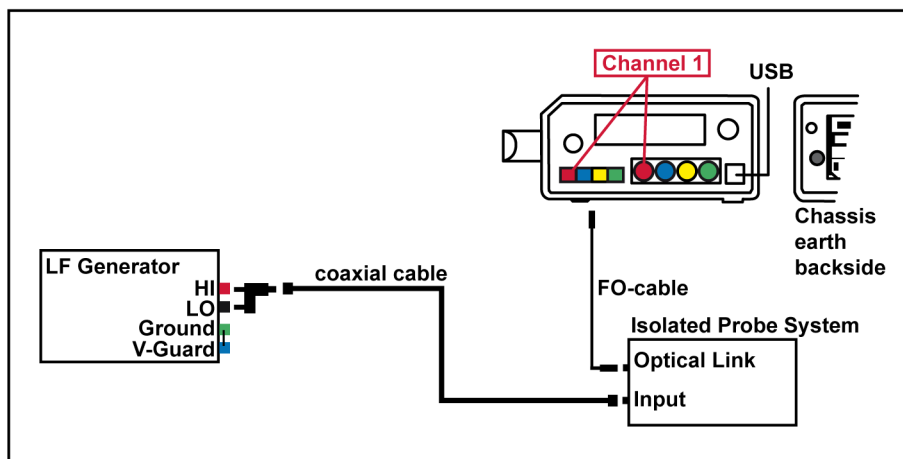 Channel 1
USB
Chassis
earth
backside
LF Generator
HI
LO
Ground
V-Guard
coaxial cable
FO-cable
Isolated Probe System
Optical Link
Input